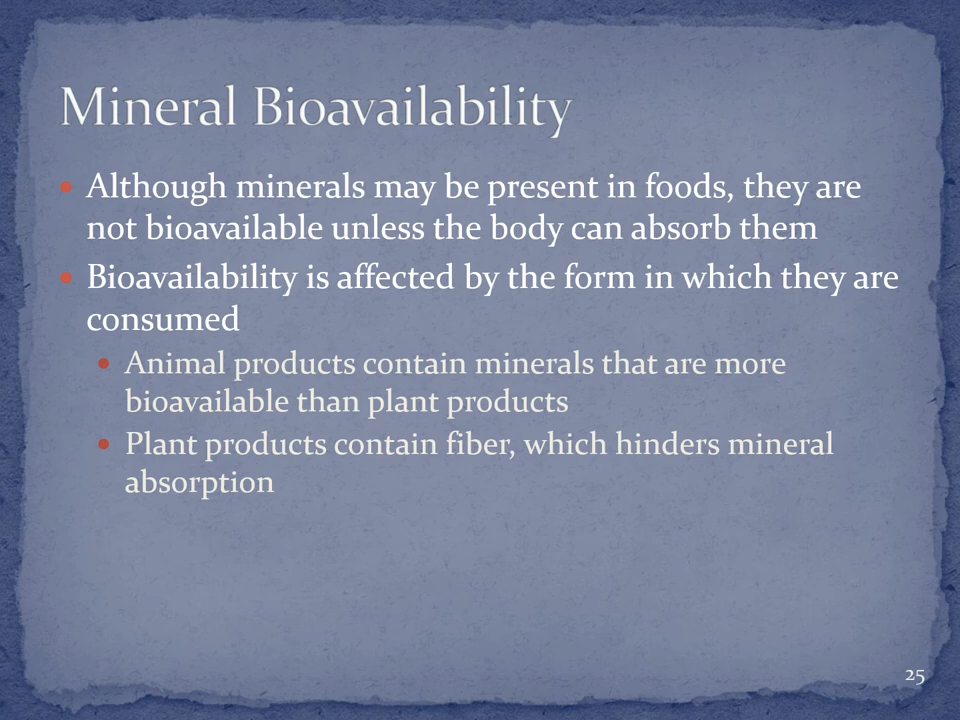 Mineral Bioavailability
• Although minerals may be present in foods, they are
not bioavailable unless the body can absorb them
• Bioavailability is affected by the form in which they are
consumed
• Animal products contain minerals that are more
bioavailable than plant products
• Plant products contain fiber, which hinders mineral
absorption
25